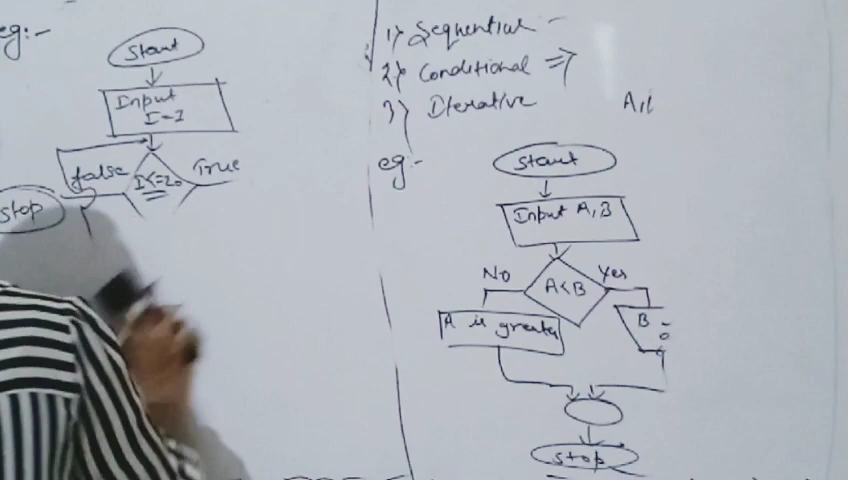 eg:-
Start
Input
I=1
false
I<=20
True
Stop
1) Sequential -
2) Conditional =>
3) Iterative
eg:-
Start
Input A, B
No
A<B
Yes
A is greater
B
Stop